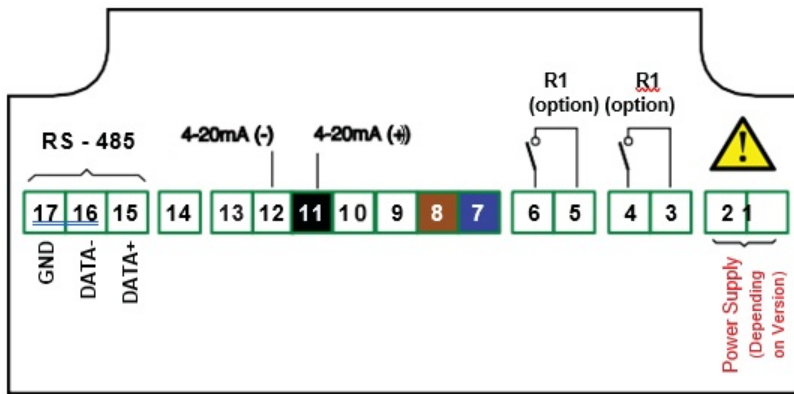 R1 R1
(option) (option)
RS - 485
4-20mA (-) 4-20mA (+))
!
17 16 15 14 13 12 11 10 9 8 7 6 5 4 3 2 1
GND
DATA-
DATA+
Power Supply
(Depending
on Version)